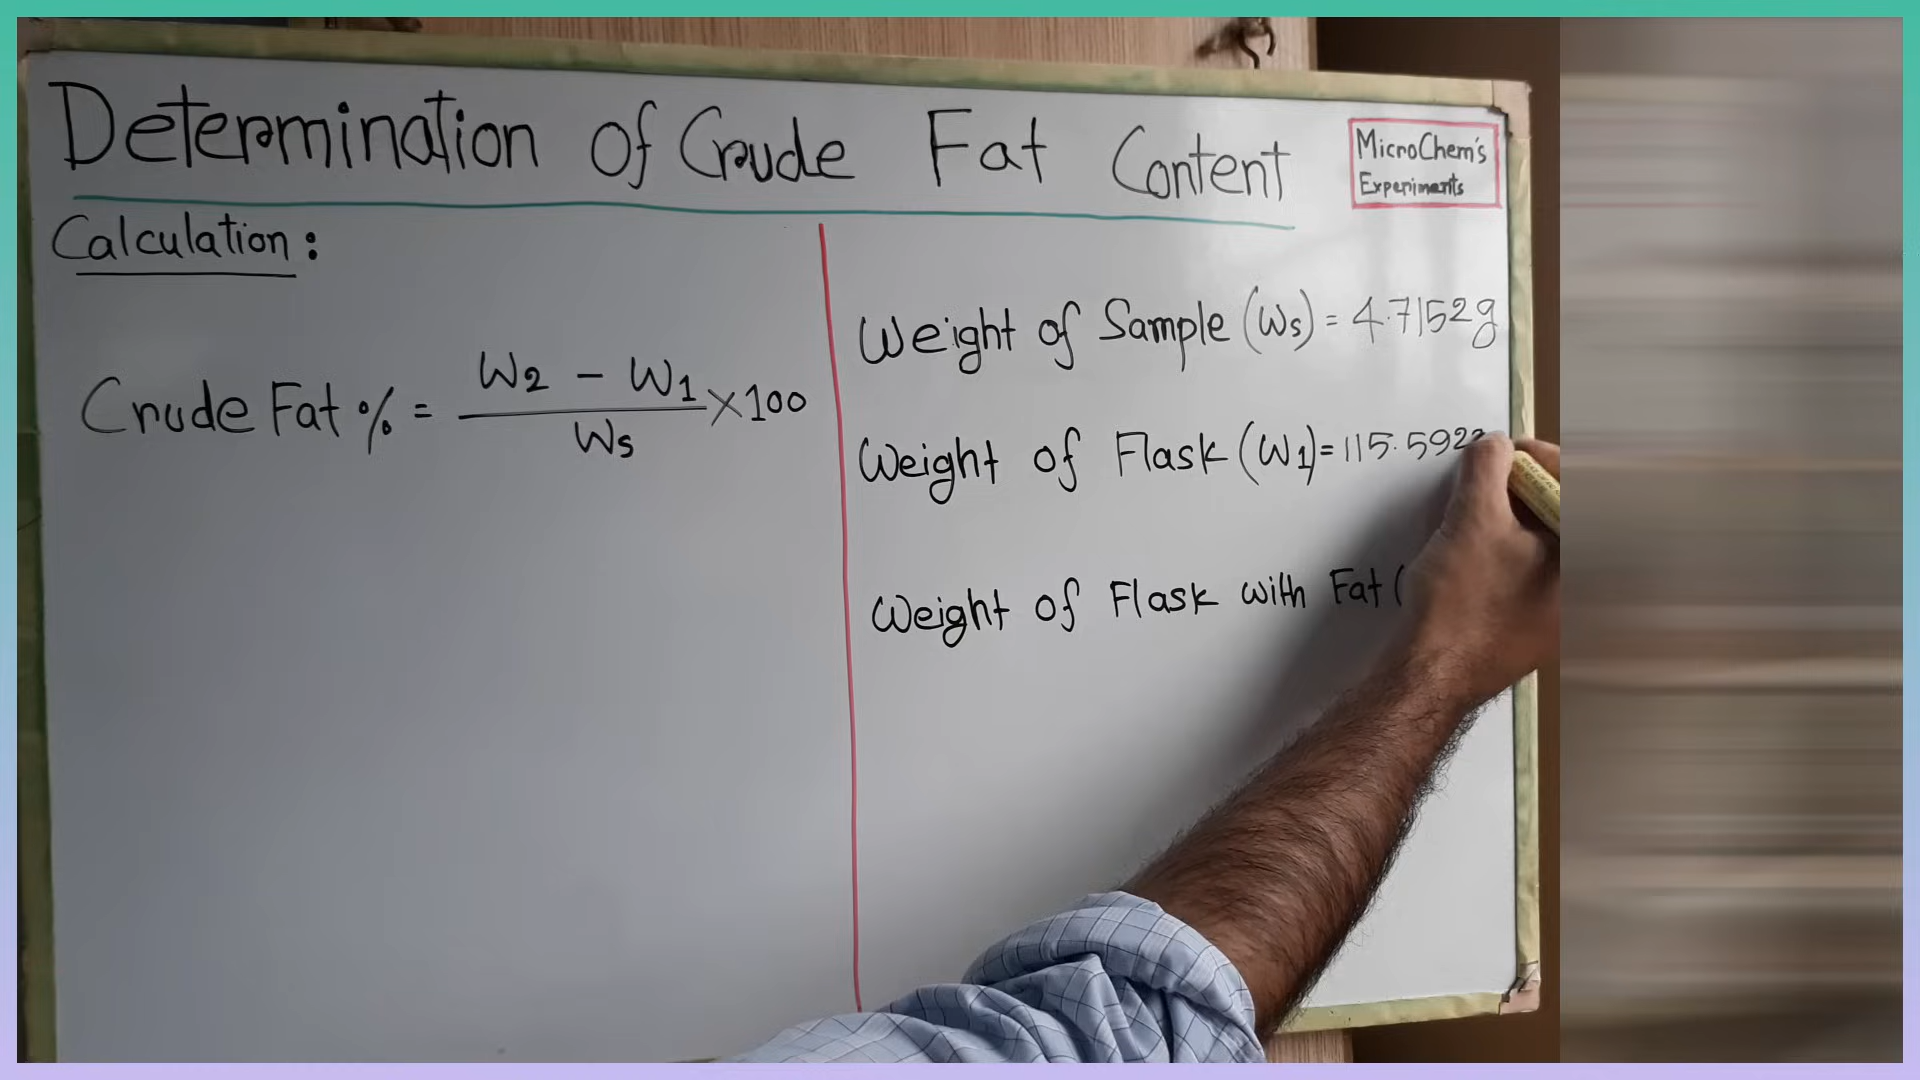 Determination of Crude Fat Content
MicroChem's
Experiments
Calculation:
Crude Fat % = W2 - W1 / Ws × 100
Weight of Sample (Ws) = 4.7152g
Weight of Flask (W1) = 115.592
Weight of Flask with Fat (